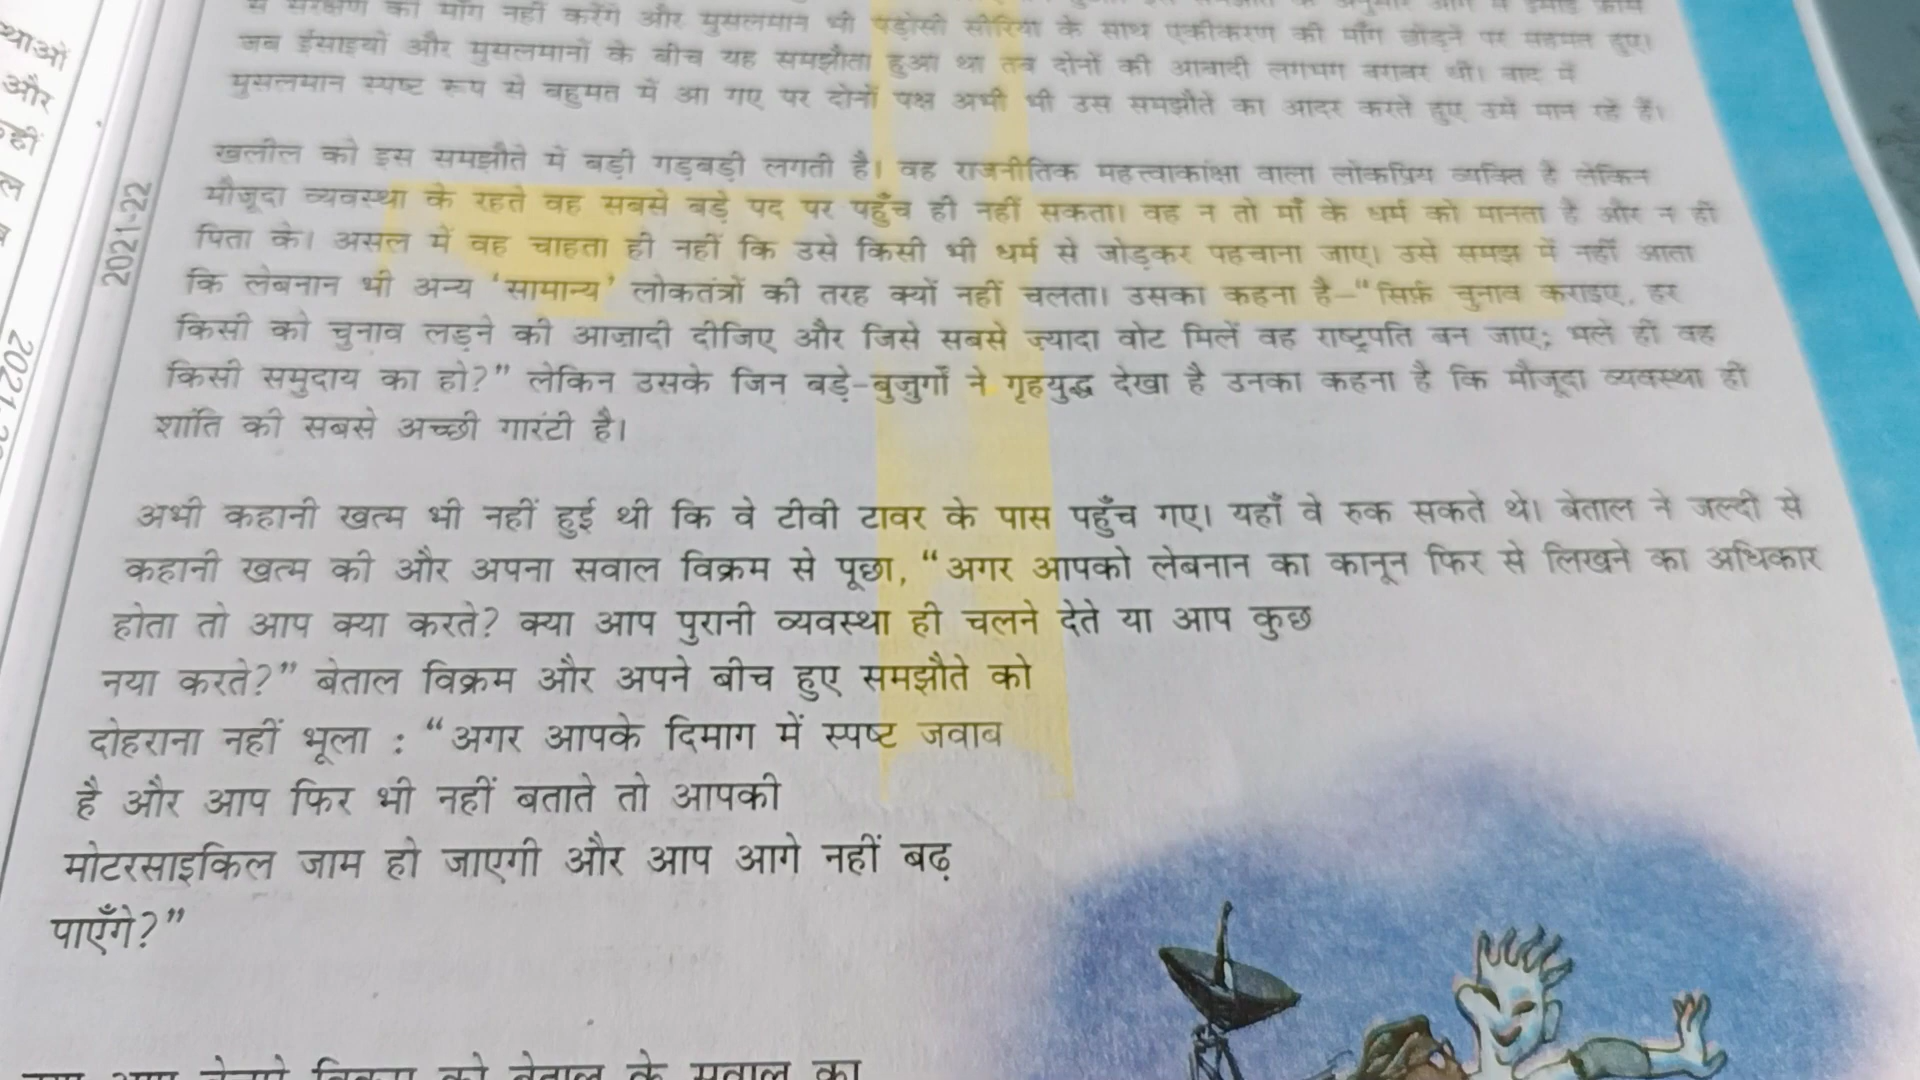 थाओं
और
हीं
ल
2021-22
से संरक्षण की माँग नहीं करेंगे और मुसलमान भी पड़ोसी सीरिया के साथ एकीकरण की माँग छोड़ने पर सहमत हुए।
जब ईसाइयों और मुसलमानों के बीच यह समझौता हुआ था तब दोनों की आबादी लगभग बराबर थी। बाद में
मुसलमान स्पष्ट रूप से बहुमत में आ गए पर दोनों पक्ष अभी भी उस समझौते का आदर करते हुए उसे मान रहे हैं।
खलील को इस समझौते में बड़ी गड़बड़ी लगती है। वह राजनीतिक महत्त्वाकांक्षा वाला लोकप्रिय व्यक्ति है लेकिन
मौजूदा व्यवस्था के रहते वह सबसे बड़े पद पर पहुँच ही नहीं सकता। वह न तो माँ के धर्म को मानता है और न ही
पिता के। असल में वह चाहता ही नहीं कि उसे किसी भी धर्म से जोड़कर पहचाना जाए। उसे समझ में नहीं आता
कि लेबनान भी अन्य ‘सामान्य’ लोकतंत्रों की तरह क्यों नहीं चलता। उसका कहना है–“सिर्फ़ चुनाव कराइए, हर
किसी को चुनाव लड़ने की आज़ादी दीजिए और जिसे सबसे ज़्यादा वोट मिलें वह राष्ट्रपति बन जाए; भले ही वह
किसी समुदाय का हो?” लेकिन उसके जिन बड़े-बुज़ुर्गों ने गृहयुद्ध देखा है उनका कहना है कि मौजूदा व्यवस्था ही
शांति की सबसे अच्छी गारंटी है।
अभी कहानी खत्म भी नहीं हुई थी कि वे टीवी टावर के पास पहुँच गए। यहाँ वे रुक सकते थे। बेताल ने जल्दी से
कहानी खत्म की और अपना सवाल विक्रम से पूछा, “अगर आपको लेबनान का कानून फिर से लिखने का अधिकार
होता तो आप क्या करते? क्या आप पुरानी व्यवस्था ही चलने देते या आप कुछ
नया करते?” बेताल विक्रम और अपने बीच हुए समझौते को
दोहराना नहीं भूला : “अगर आपके दिमाग में स्पष्ट जवाब
है और आप फिर भी नहीं बताते तो आपकी
मोटरसाइकिल जाम हो जाएगी और आप आगे नहीं बढ़
पाएँगे?”
विक्रम को बेताल के सवाल का